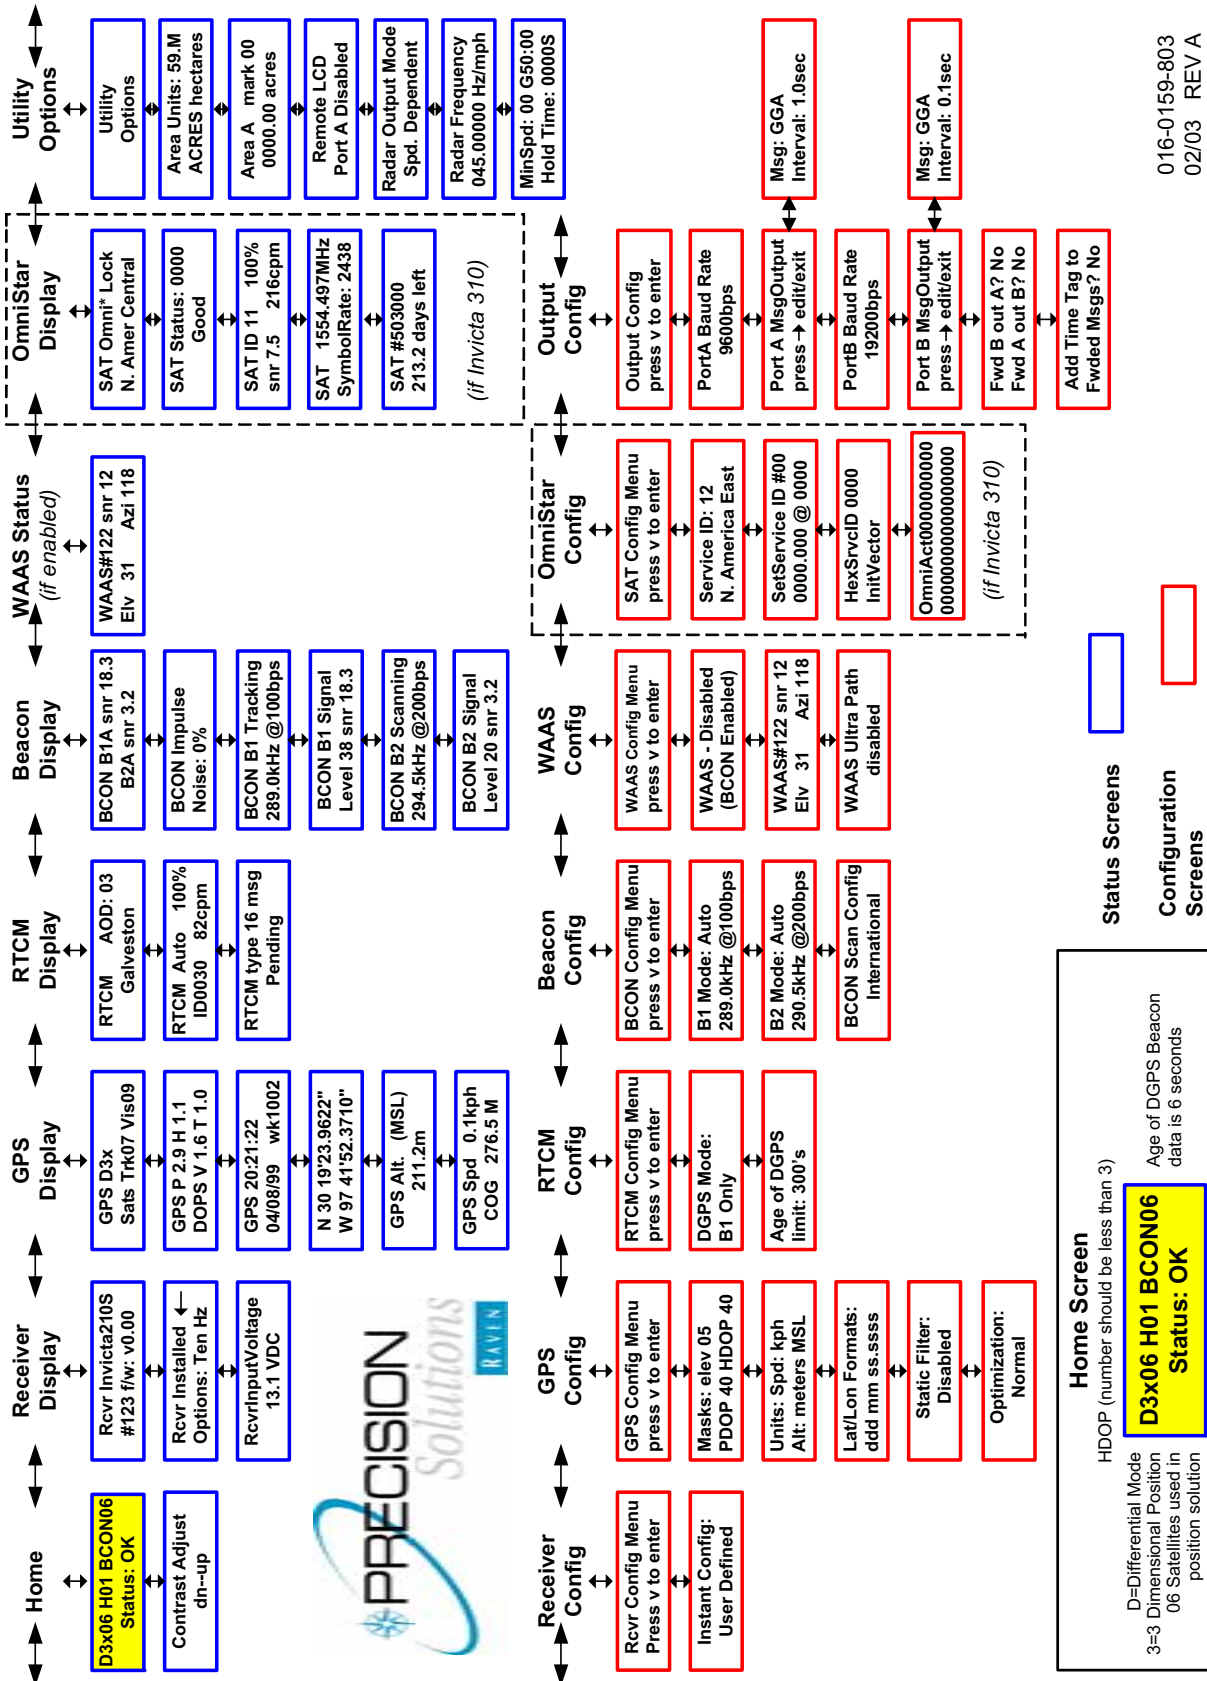 Home
D3x06 H01 BCON06
Status: OK
Contrast Adjust
dn--up
Receiver
Display
Rcvr Invicta210S
#123 f/w: v0.00
Rcvr Installed ←
Options: Ten Hz
RcvrInputVoltage
13.1 VDC
GPS
Display
GPS D3x
Sats Trk07 Vis09
GPS P 2.9 H 1.1
DOPS V 1.6 T 1.0
GPS 20:21:22
04/08/99 wk1002
N 30 19'23.9622"
W 97 41'52.3710"
GPS Alt. (MSL)
211.2m
GPS Spd 0.1kph
COG 276.5 M
RTCM
Display
RTCM AOD: 03
Galveston
RTCM Auto 100%
ID0030 82cpm
RTCM type 16 msg
Pending
Beacon
Display
BCON B1A snr 18.3
B2A snr 3.2
BCON Impulse
Noise: 0%
BCON B1 Tracking
289.0kHz @100bps
BCON B1 Signal
Level 38 snr 18.3
BCON B2 Scanning
294.5kHz @200bps
BCON B2 Signal
Level 20 snr 3.2
WAAS Status
(if enabled)
WAAS#122 snr 12
Elv 31 Azi 118
OmniStar
Display
SAT Omni* Lock
N. Amer Central
SAT Status: 0000
Good
SAT ID 11 100%
snr 7.5 216cpm
SAT 1554.497MHz
SymbolRate: 2438
SAT #503000
213.2 days left
(if Invicta 310)
Utility
Options
Utility
Options
Area Units: 59.M
ACRES hectares
Area A mark 00
0000.00 acres
Remote LCD
Port A Disabled
Radar Output Mode
Spd. Dependent
Radar Frequency
045.00000 Hz/mph
MinSpd: 00 G50:00
Hold Time: 0000S
PRECISION
Solutions
RAVEN
Receiver
Config
Rcvr Config Menu
Press v to enter
Instant Config:
User Defined
GPS
Config
GPS Config Menu
press v to enter
Masks: elev 05
PDOP 40 HDOP 40
Units: Spd: kph
Alt: meters MSL
Lat/Lon Formats:
ddd mm ss.ssss
Static Filter:
Disabled
Optimization:
Normal
RTCM
Config
RTCM Config Menu
press v to enter
DGPS Mode:
B1 Only
Age of DGPS
limit: 300's
Beacon
Config
BCON Config Menu
press v to enter
B1 Mode: Auto
289.0kHz @100bps
B2 Mode: Auto
290.5kHz @200bps
BCON Scan Config
International
WAAS
Config
WAAS Config Menu
press v to enter
WAAS - Disabled
(BCON Enabled)
WAAS#122 snr 12
Elv 31 Azi 118
WAAS Ultra Path
disabled
OmniStar
Config
SAT Config Menu
press v to enter
Service ID: 12
N. America East
SetService ID #00
0000.000 @ 0000
HexSrvcID 0000
InitVector
OmniAct0000000000
0000000000000000
(if Invicta 310)
Output
Config
Output Config
press v to enter
PortA Baud Rate
9600bps
Port A MsgOutput
press→ edit/exit
Msg: GGA
Interval: 1.0sec
PortB Baud Rate
19200bps
Port B MsgOutput
press→ edit/exit
Msg: GGA
Interval: 0.1sec
Fwd B out A? No
Fwd A out B? No
Add Time Tag to
Fwded Msgs? No
Home Screen
HDOP (number should be less than 3)
D=Differential Mode
3=3 Dimensional Position
06 Satellites used in
position solution
D3x06 H01 BCON06
Status: OK
Age of DGPS Beacon
data is 6 seconds
Status Screens
Configuration
Screens
016-0159-803
02/03 REV A